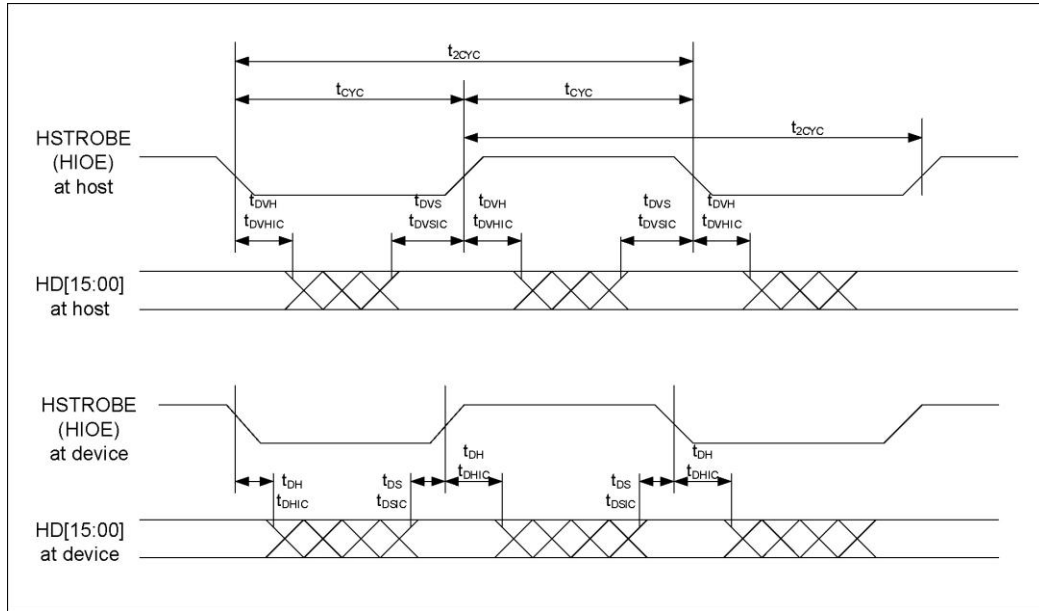 t2CYC
tCYC tCYC
t2CYC
HSTROBE
(HIOE)
at host
tDVH tDVS tDVH tDVS tDVH
tDVHIC tDVSIC tDVHIC tDVSIC tDVHIC
HD[15:00]
at host
HSTROBE
(HIOE)
at device
tDH tDH
tDH tDS tDHIC tDS tDHIC
tDHIC tDSIC tDSIC
HD[15:00]
at device